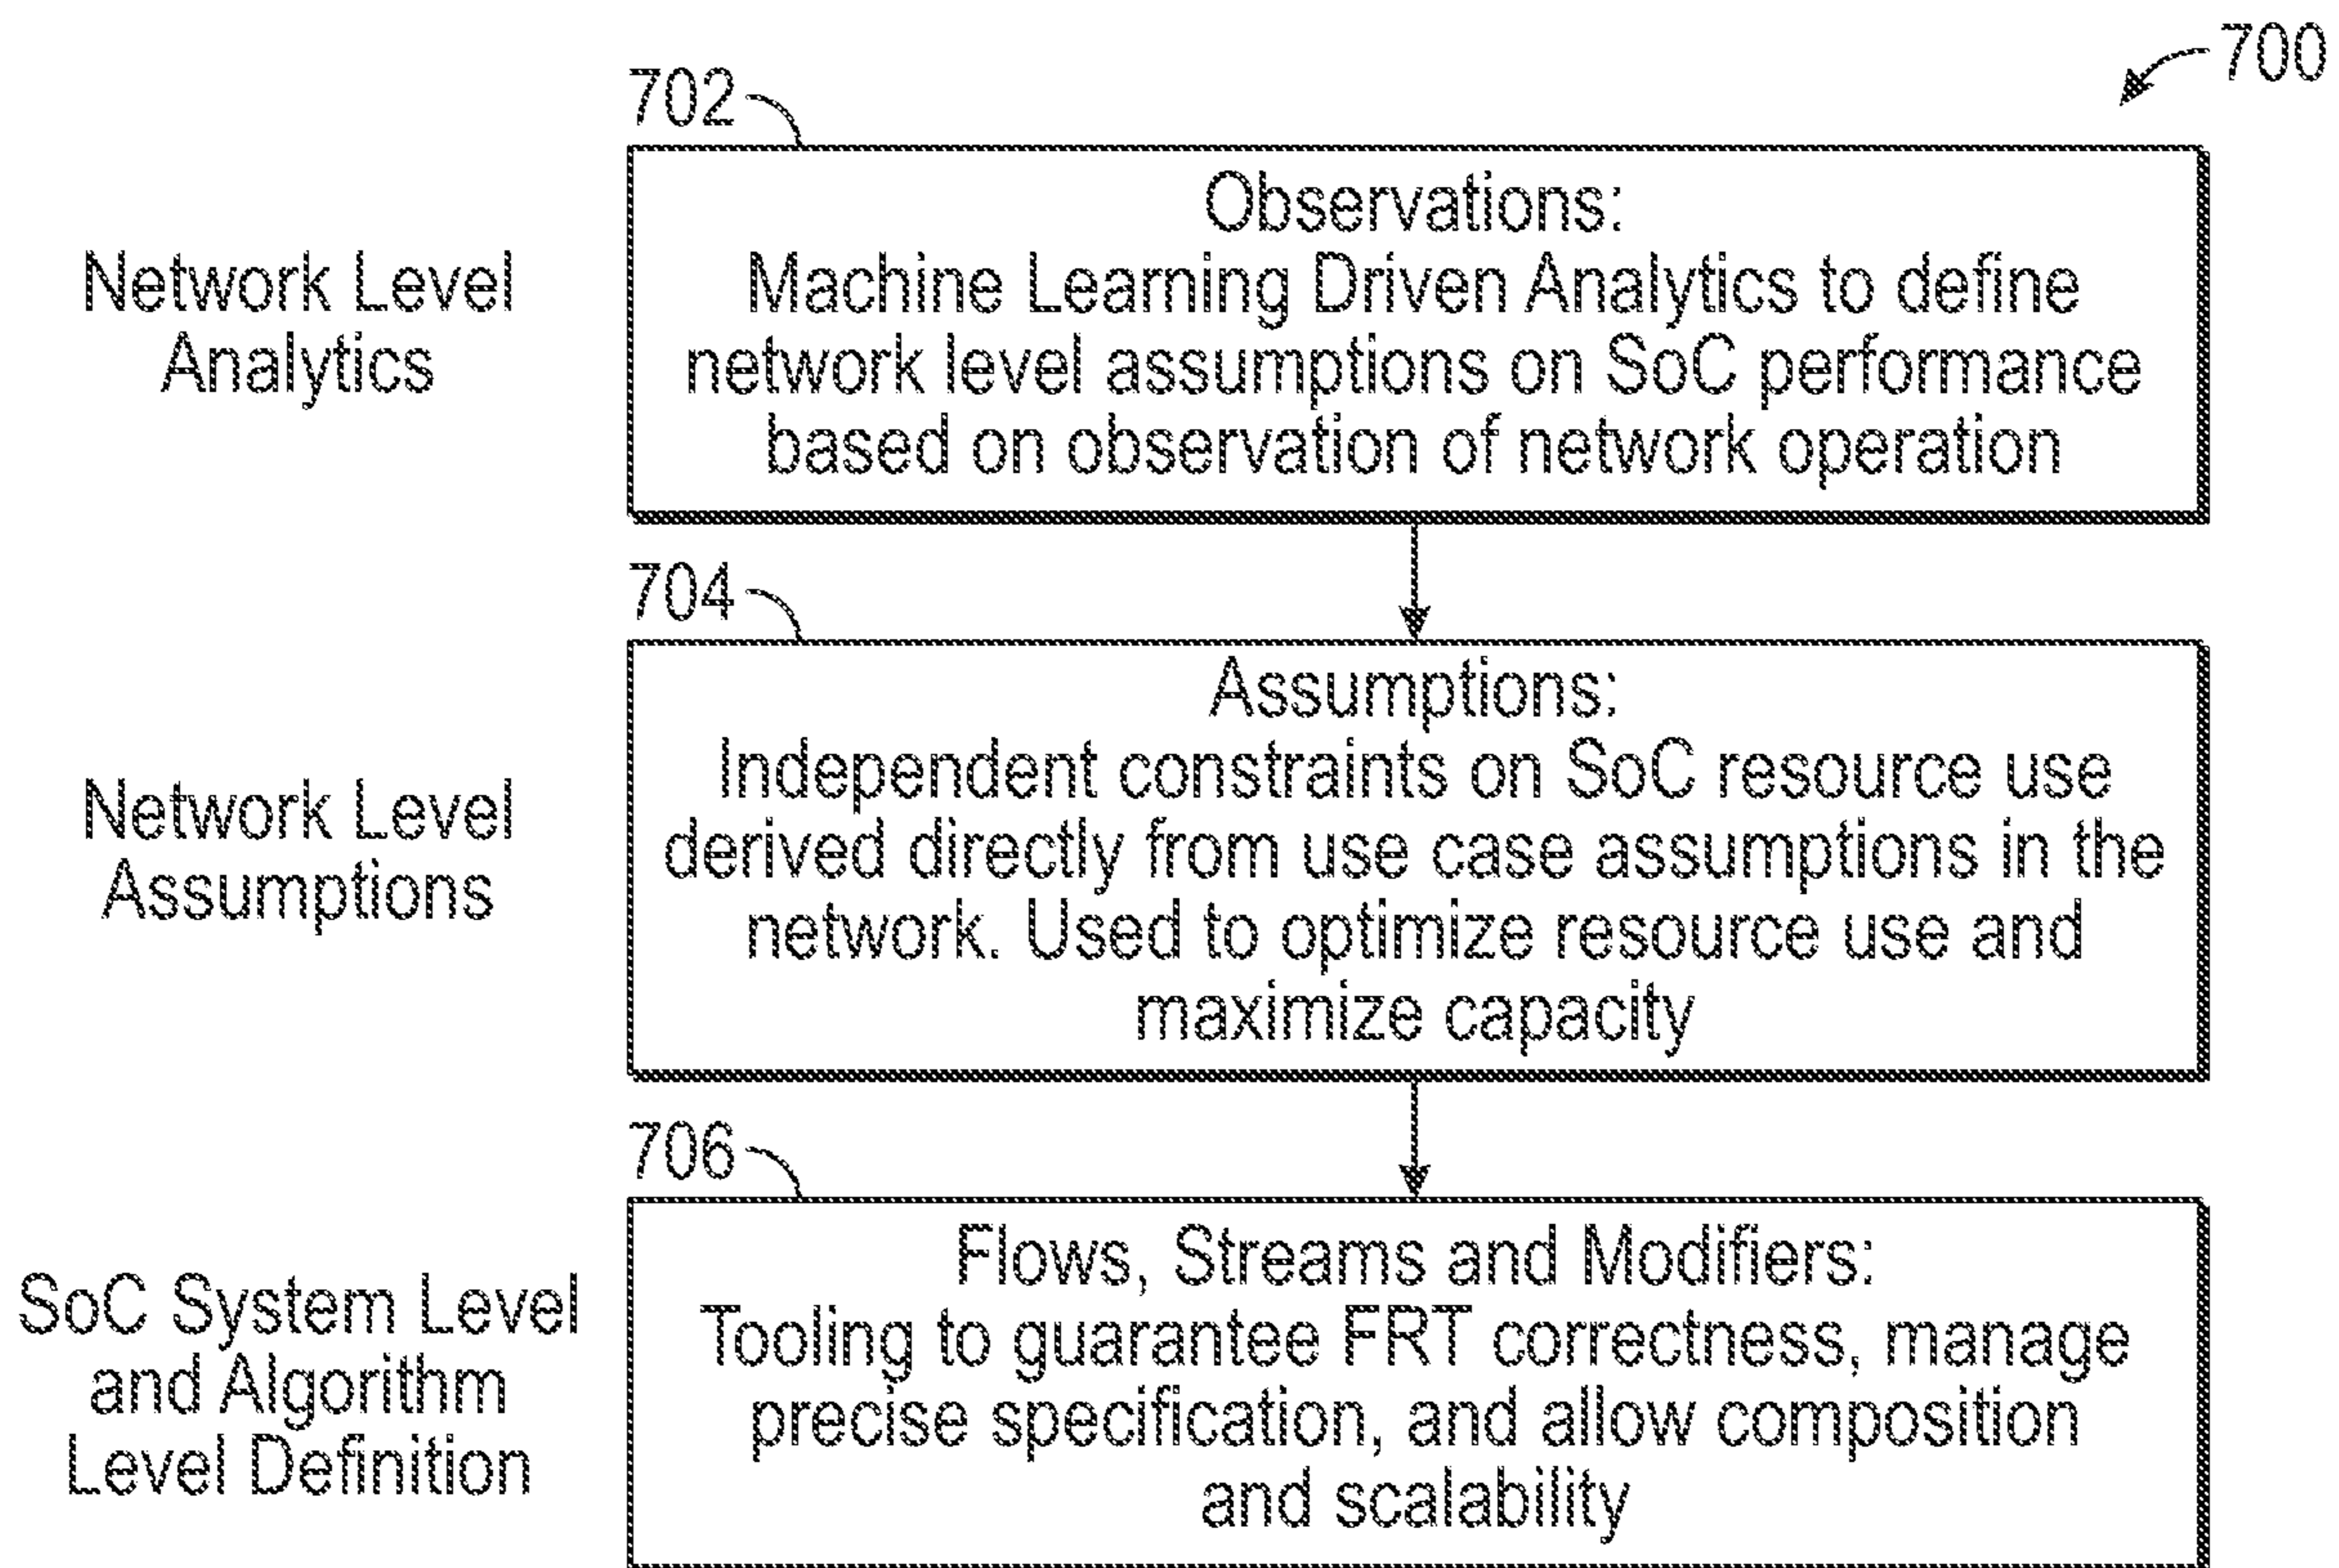 700
702
Network Level
Analytics
Observations:
Machine Learning Driven Analytics to define
network level assumptions on SoC performance
based on observation of network operation
704
Network Level
Assumptions
Assumptions:
Independent constraints on SoC resource use
derived directly from use case assumptions in the
network. Used to optimize resource use and
maximize capacity
706
SoC System Level
and Algorithm
Level Definition
Flows, Streams and Modifiers:
Tooling to guarantee FRT correctness, manage
precise specification, and allow composition
and scalability